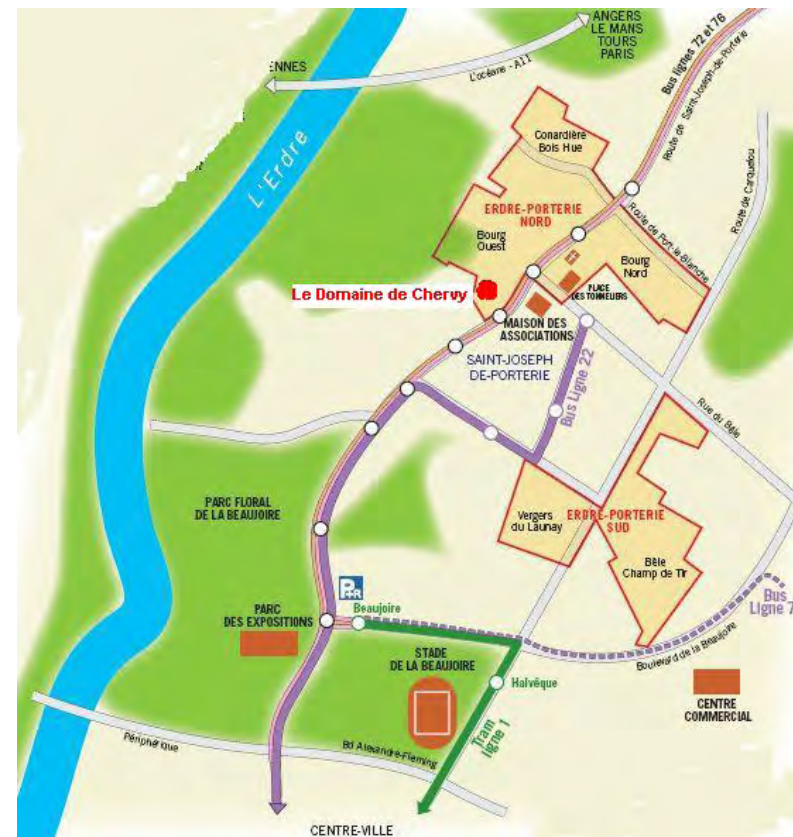 ANGERS
LE MANS
TOURS
PARIS
ENNES
L'océane - A11
Bus lignes 72 et 76
Route de Saint-Joseph-de-Porterie
L'Erdre
Conardière
Bois Hue
Route de Carquefou
ERDRE-PORTERIE
NORD
Route de Port-la-Blanche
Bourg
Ouest
Bourg
Nord
Le Domaine de Chervy
PLACE
DES TONNELIERS
MAISON DES
ASSOCIATIONS
SAINT-JOSEPH
DE-PORTERIE
Bus Ligne 22
Rue du Bêle
PARC FLORAL
DE LA BEAUJOIRE
Vergers
du Launay
ERDRE-PORTERIE
SUD
Bêle
Champ de Tir
P+R
Beaujoire
Bus
Ligne 7
PARC
DES EXPOSITIONS
Boulevard de la Beaujoire
STADE
DE LA BEAUJOIRE
Halvêque
CENTRE
COMMERCIAL
Tram
ligne 1
Périphérique
Bd Alexandre-Fleming
CENTRE-VILLE